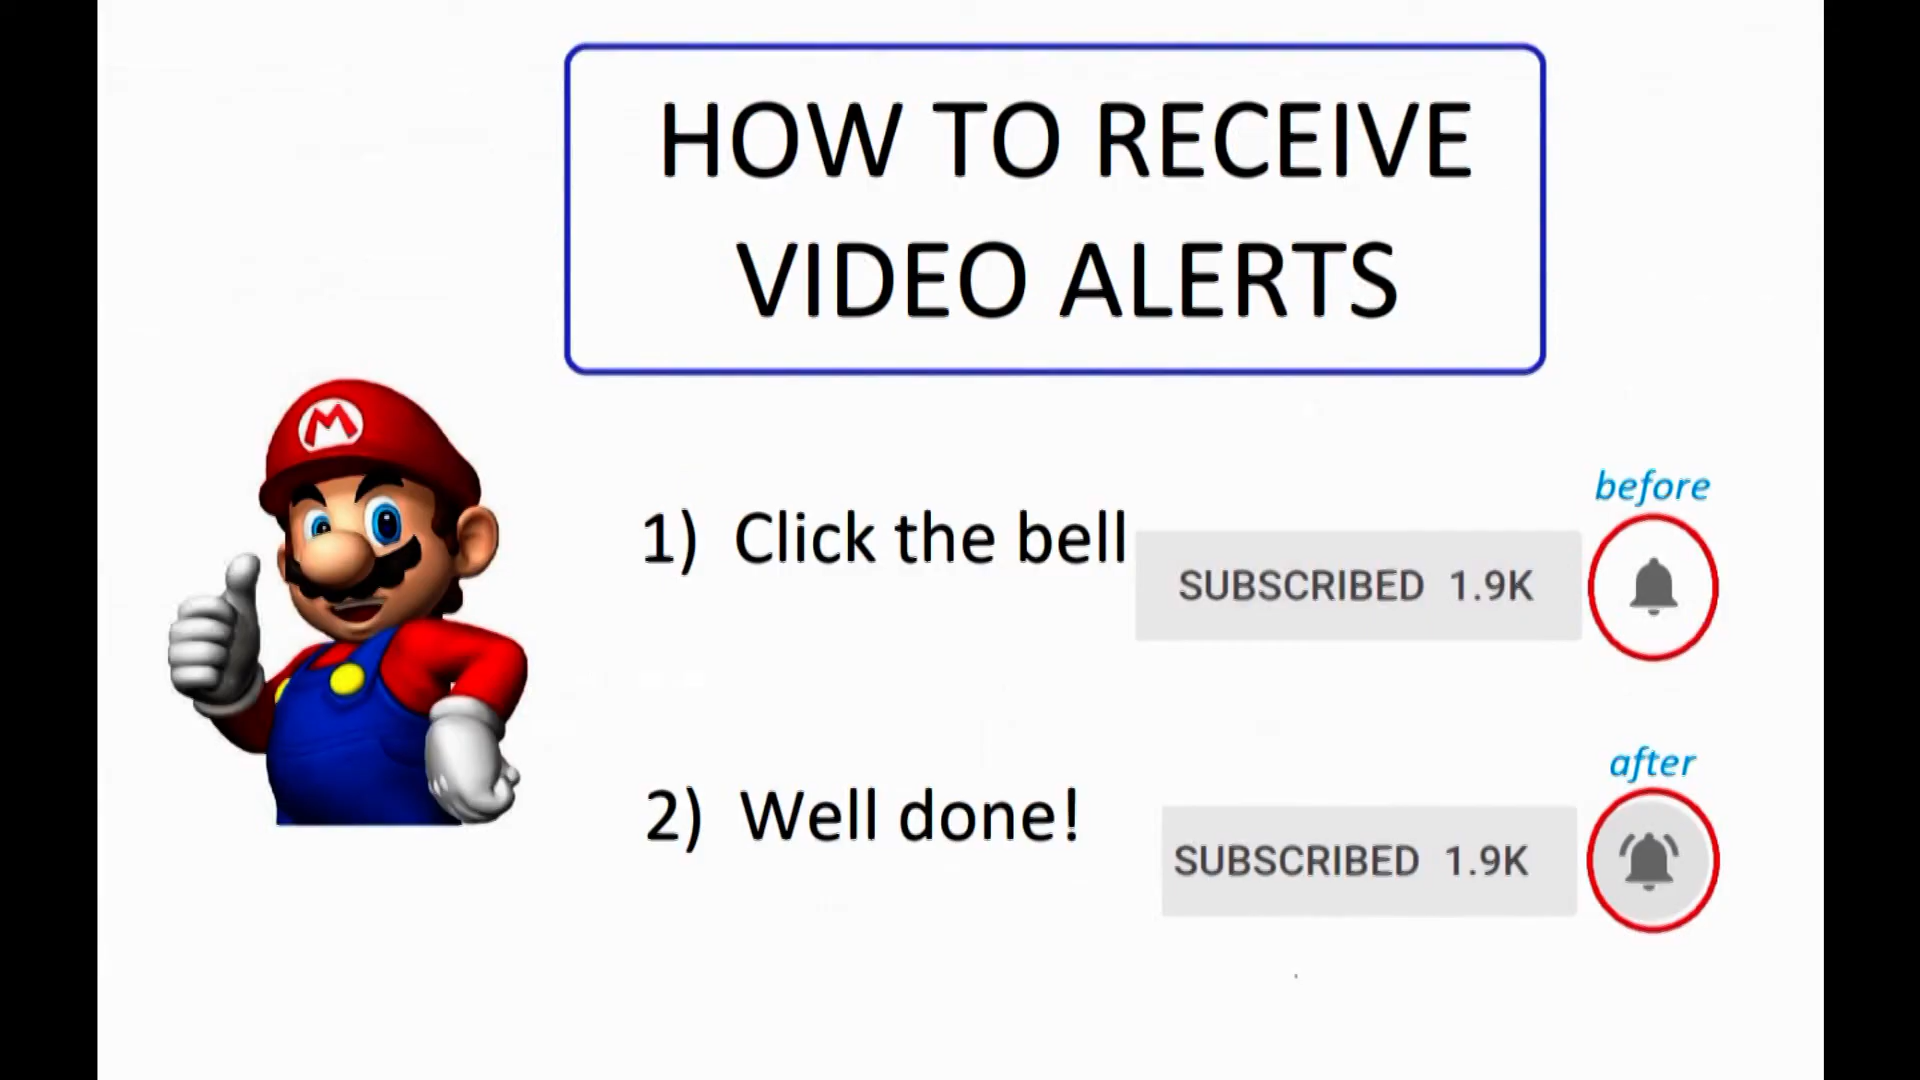 HOW TO RECEIVE
VIDEO ALERTS
M
before
1) Click the bell
SUBSCRIBED 1.9K
after
2) Well done!
SUBSCRIBED 1.9K